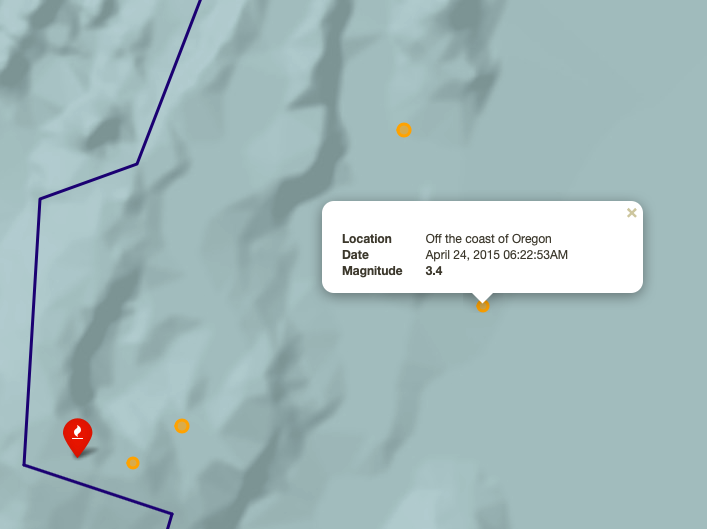 Location Off the coast of Oregon
Date April 24, 2015 06:22:53AM
Magnitude 3.4